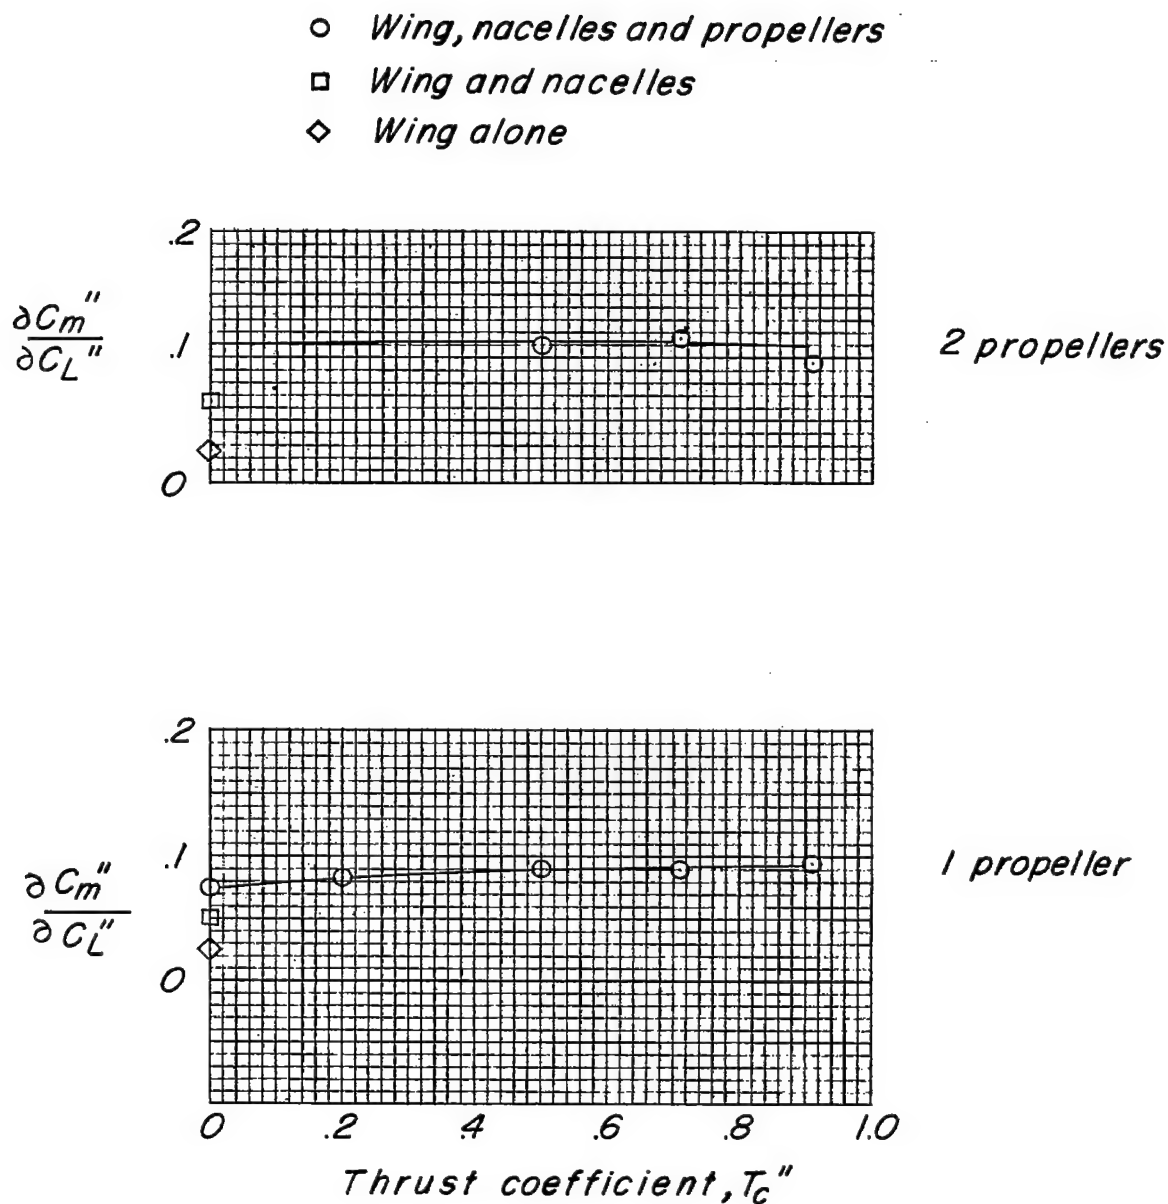 Wing, nacelles and propellers
Wing and nacelles
Wing alone
.2
.1
0
∂Cm"
∂CL"
2 propellers
.2
.1
0
∂Cm"
∂CL"
1 propeller
0 .2 .4 .6 .8 1.0
Thrust coefficient, Tc"